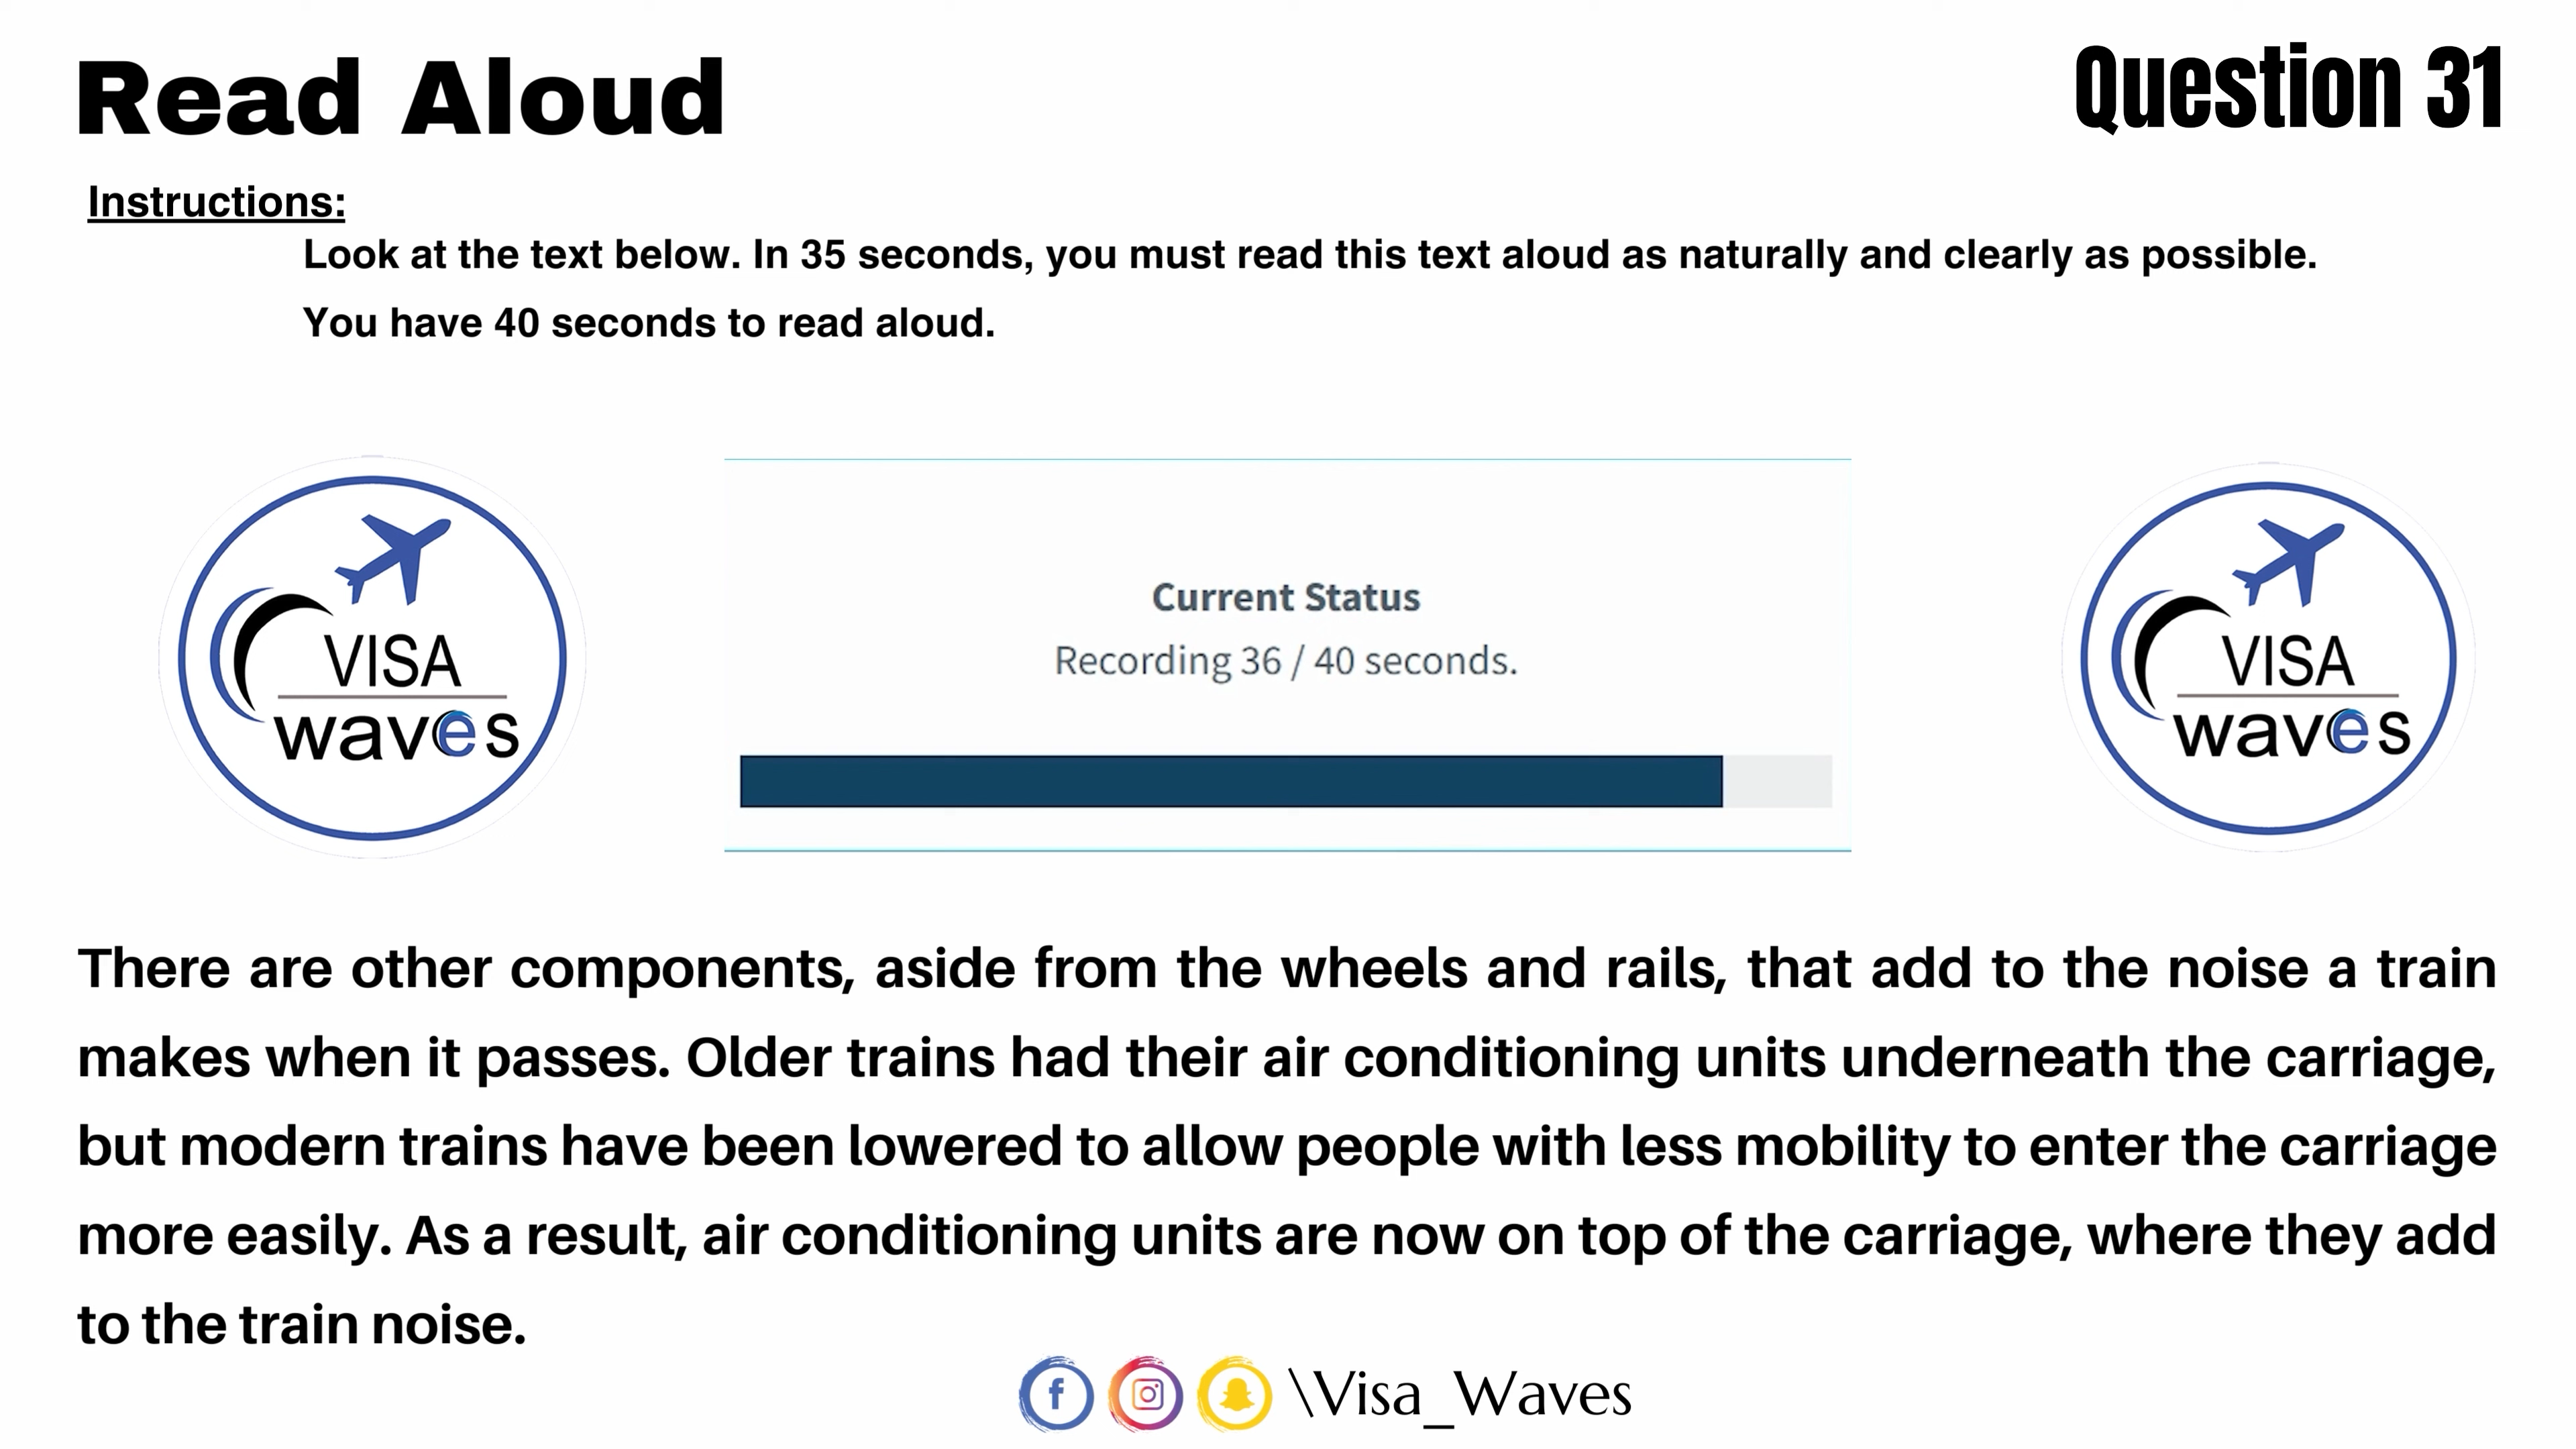 Read Aloud
Question 31
Instructions:
Look at the text below. In 35 seconds, you must read this text aloud as naturally and clearly as possible.
You have 40 seconds to read aloud.
VISA
waves
Current Status
Recording 36 / 40 seconds.
VISA
waves
There are other components, aside from the wheels and rails, that add to the noise a train
makes when it passes. Older trains had their air conditioning units underneath the carriage,
but modern trains have been lowered to allow people with less mobility to enter the carriage
more easily. As a result, air conditioning units are now on top of the carriage, where they add
to the train noise.
\Visa_Waves